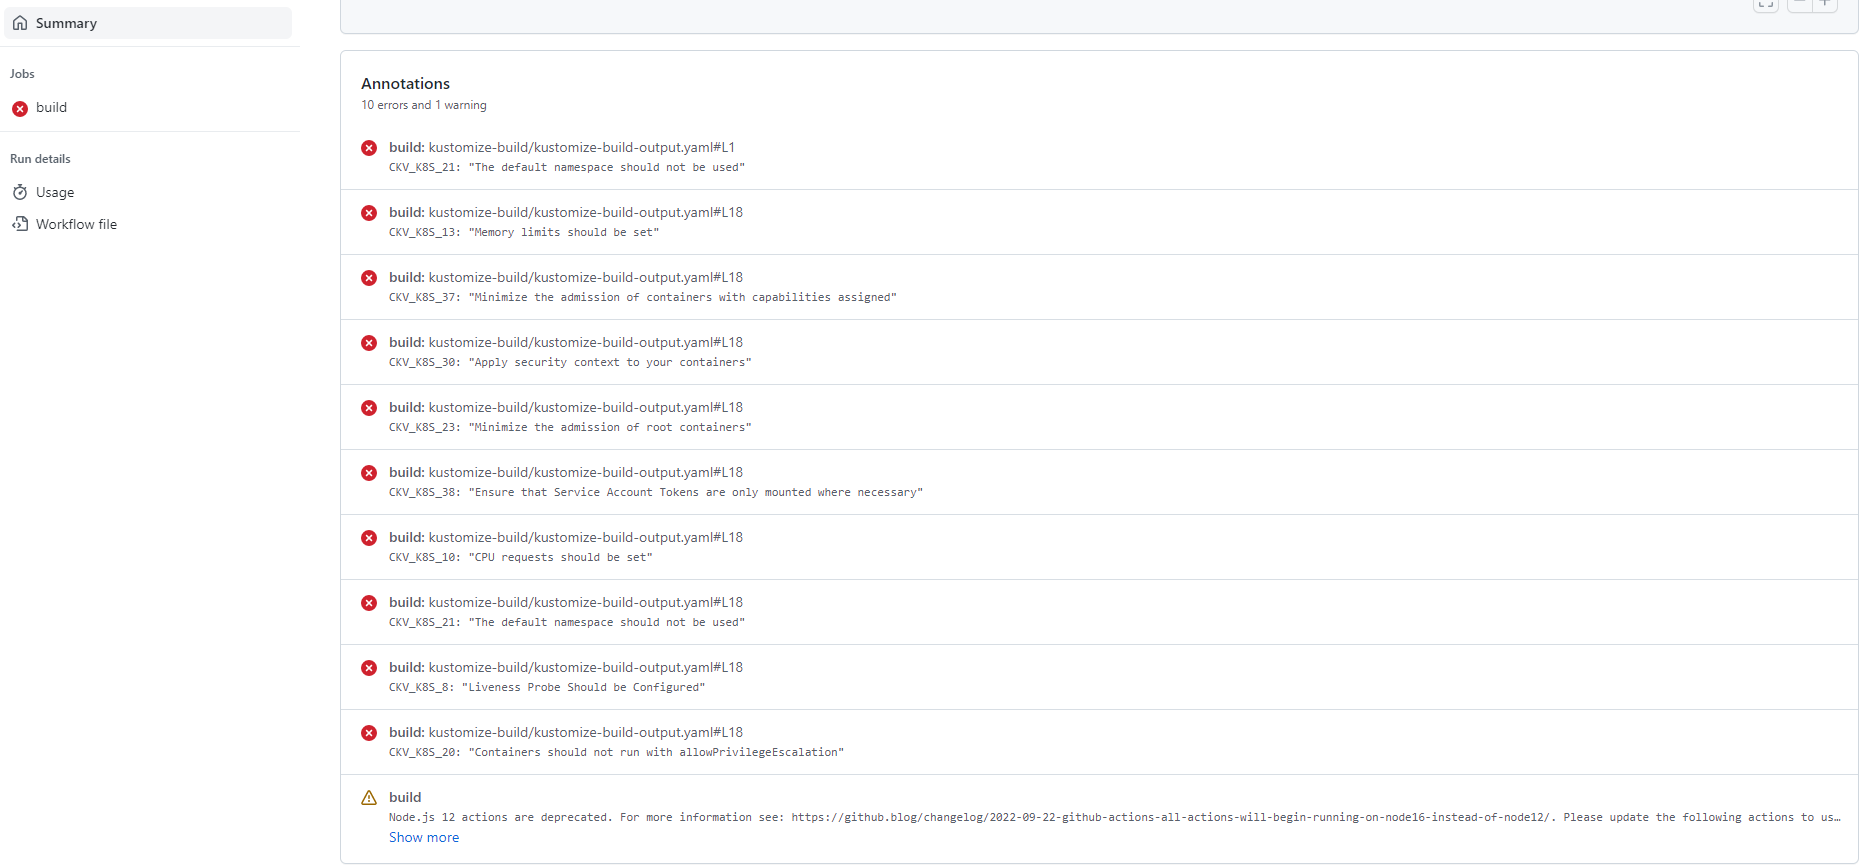 Summary
Jobs
build
Run details
Usage
Workflow file
Annotations
10 errors and 1 warning
build: kustomize-build/kustomize-build-output.yaml#L1
CKV_K8S_21: "The default namespace should not be used"
build: kustomize-build/kustomize-build-output.yaml#L18
CKV_K8S_13: "Memory limits should be set"
build: kustomize-build/kustomize-build-output.yaml#L18
CKV_K8S_37: "Minimize the admission of containers with capabilities assigned"
build: kustomize-build/kustomize-build-output.yaml#L18
CKV_K8S_30: "Apply security context to your containers"
build: kustomize-build/kustomize-build-output.yaml#L18
CKV_K8S_23: "Minimize the admission of root containers"
build: kustomize-build/kustomize-build-output.yaml#L18
CKV_K8S_38: "Ensure that Service Account Tokens are only mounted where necessary"
build: kustomize-build/kustomize-build-output.yaml#L18
CKV_K8S_10: "CPU requests should be set"
build: kustomize-build/kustomize-build-output.yaml#L18
CKV_K8S_21: "The default namespace should not be used"
build: kustomize-build/kustomize-build-output.yaml#L18
CKV_K8S_8: "Liveness Probe Should be Configured"
build: kustomize-build/kustomize-build-output.yaml#L18
CKV_K8S_20: "Containers should not run with allowPrivilegeEscalation"
build
Node.js 12 actions are deprecated. For more information see: https://github.blog/changelog/2022-09-22-github-actions-all-actions-will-begin-running-on-node16-instead-of-node12/. Please update the following actions to us…
Show more